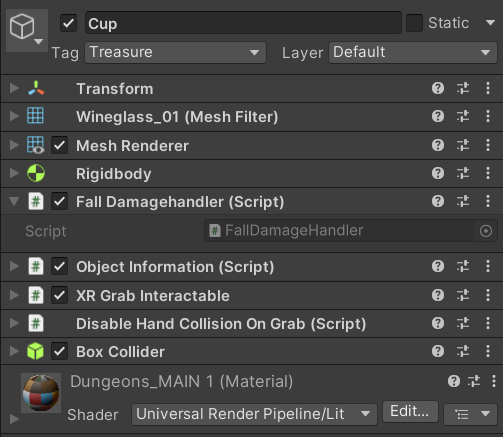 Cup
Static
Tag Treasure Layer Default
Transform
Wineglass_01 (Mesh Filter)
Mesh Renderer
Rigidbody
Fall Damagehandler (Script)
Script FallDamageHandler
Object Information (Script)
XR Grab Interactable
Disable Hand Collision On Grab (Script)
Box Collider
Dungeons_MAIN 1 (Material)
Shader Universal Render Pipeline/Lit Edit...